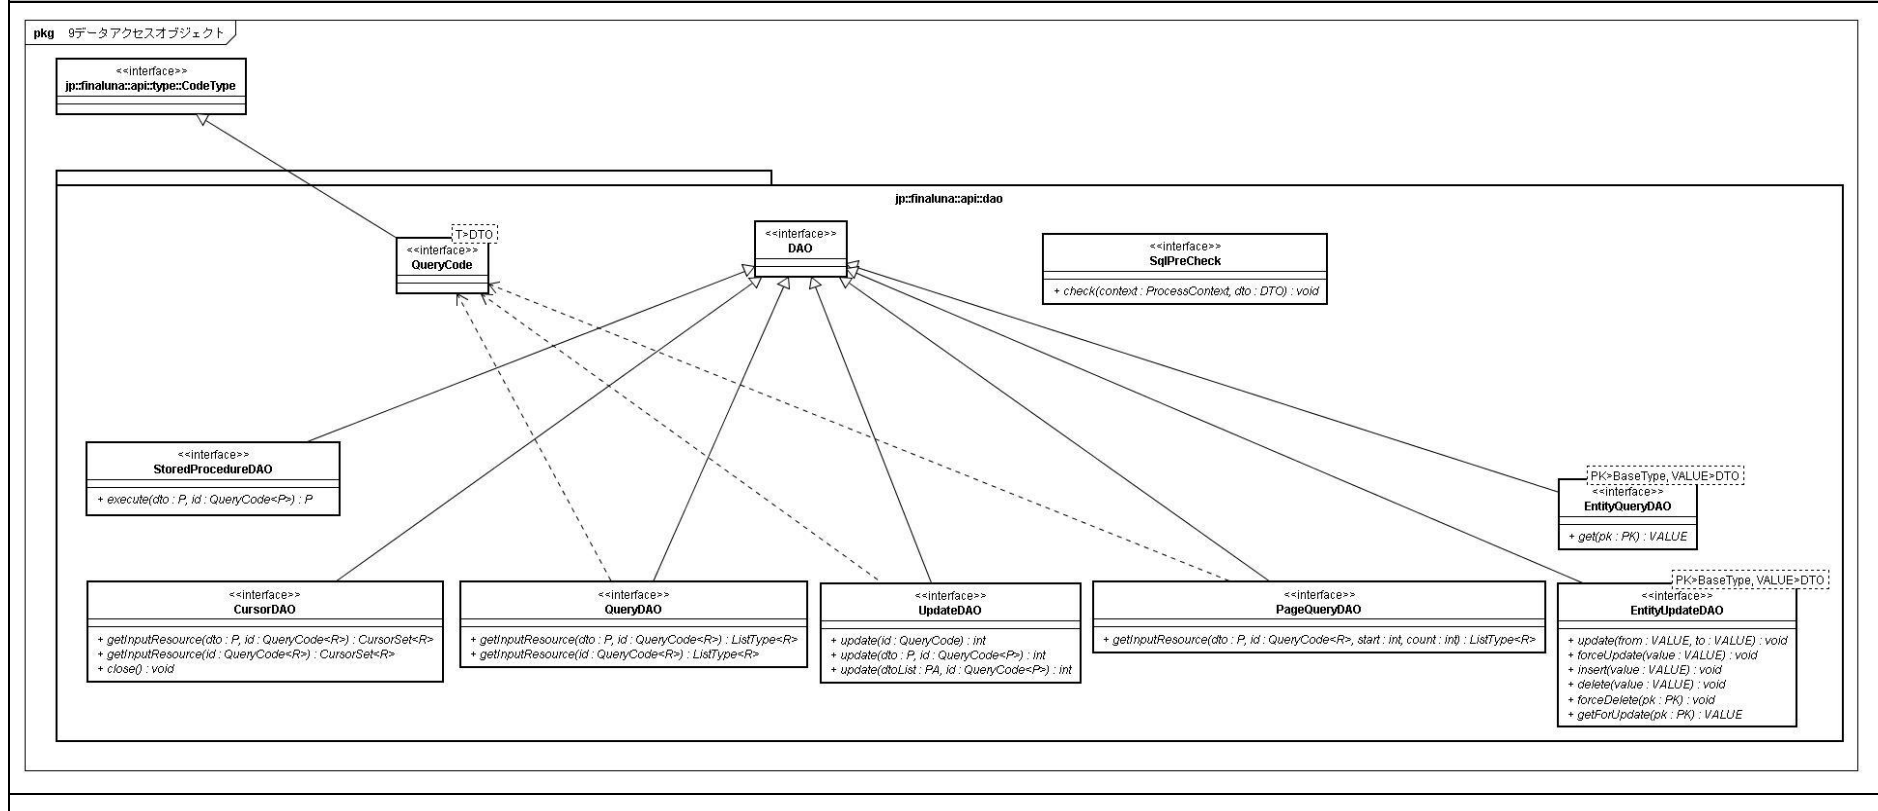 pkg 9データアクセスオブジェクト
<<interface>>
jp::finaluna::api::type::CodeType
jp::finaluna::api::dao
T>DTO
<<interface>>
QueryCode
<<interface>>
DAO
<<interface>>
SqlPreCheck
+ check(context : ProcessContext, dto : DTO) : void
<<interface>>
StoredProcedureDAO
+ execute(dto : P, id : QueryCode<P>) : P
PK>BaseType, VALUE>DTO
<<interface>>
EntityQueryDAO
+ get(pk : PK) : VALUE
<<interface>>
CursorDAO
+ getInputResource(dto : P, id : QueryCode<R>) : CursorSet<R>
+ getInputResource(id : QueryCode<R>) : CursorSet<R>
+ close() : void
<<interface>>
QueryDAO
+ getInputResource(dto : P, id : QueryCode<R>) : ListType<R>
+ getInputResource(id : QueryCode<R>) : ListType<R>
<<interface>>
UpdateDAO
+ update(id : QueryCode) : int
+ update(dto : P, id : QueryCode<P>) : int
+ update(dtoList : PA, id : QueryCode<P>) : int
<<interface>>
PageQueryDAO
+ getInputResource(dto : P, id : QueryCode<R>, start : int, count : int) : ListType<R>
PK>BaseType, VALUE>DTO
<<interface>>
EntityUpdateDAO
+ update(from : VALUE, to : VALUE) : void
+ forceUpdate(value : VALUE) : void
+ insert(value : VALUE) : void
+ delete(value : VALUE) : void
+ forceDelete(pk : PK) : void
+ getForUpdate(pk : PK) : VALUE